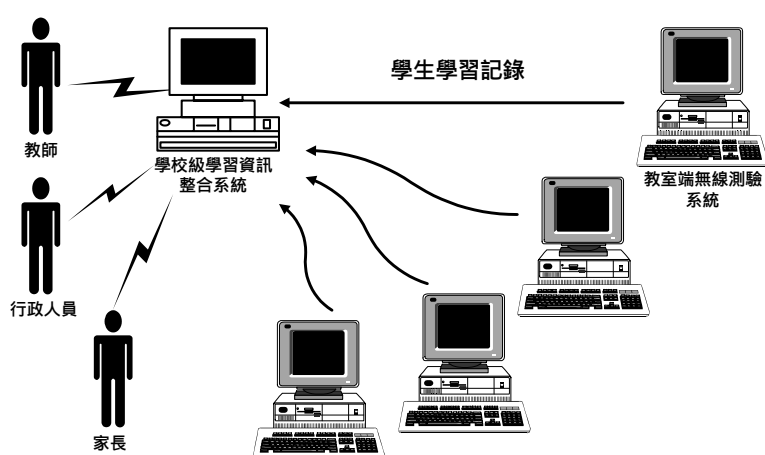 學生學習記錄
教師
學校級學習資訊
整合系統
教室端無線測驗
系統
行政人員
家長